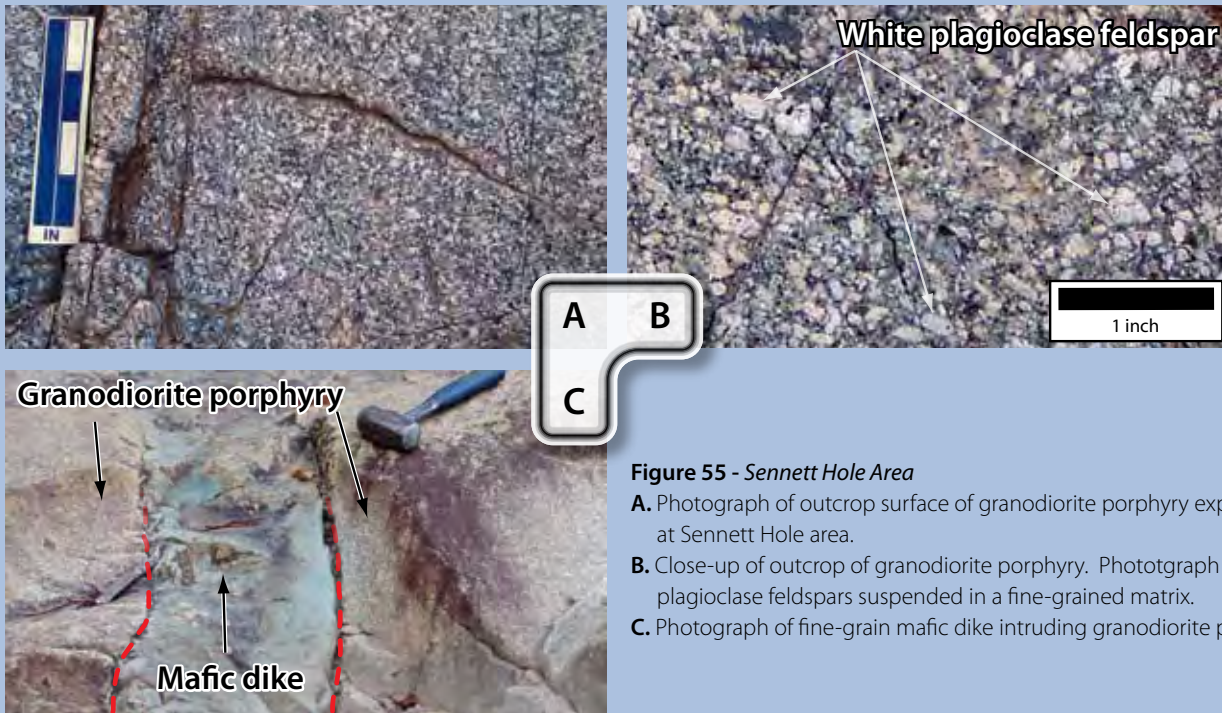 IN
White plagioclase feldspar
1 inch
A B
C
Granodiorite porphyry
Mafic dike
Figure 55 - Sennett Hole Area
A. Photograph of outcrop surface of granodiorite porphyry
at Sennett Hole area.
B. Close-up of outcrop of granodiorite porphyry. Phototgraph
plagioclase feldspars suspended in a fine-grained matrix.
C. Photograph of fine-grain mafic dike intruding granodiorite